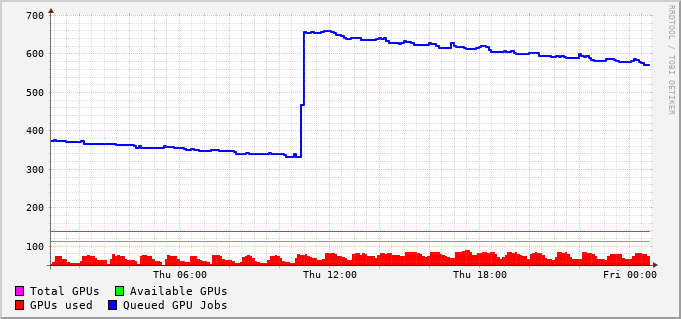 700
600
500
400
300
200
100
Thu 06:00 Thu 12:00 Thu 18:00 Fri 00:00
Total GPUs Available GPUs
GPUs used Queued GPU Jobs
RRDTOOL / TOBI OETIKER